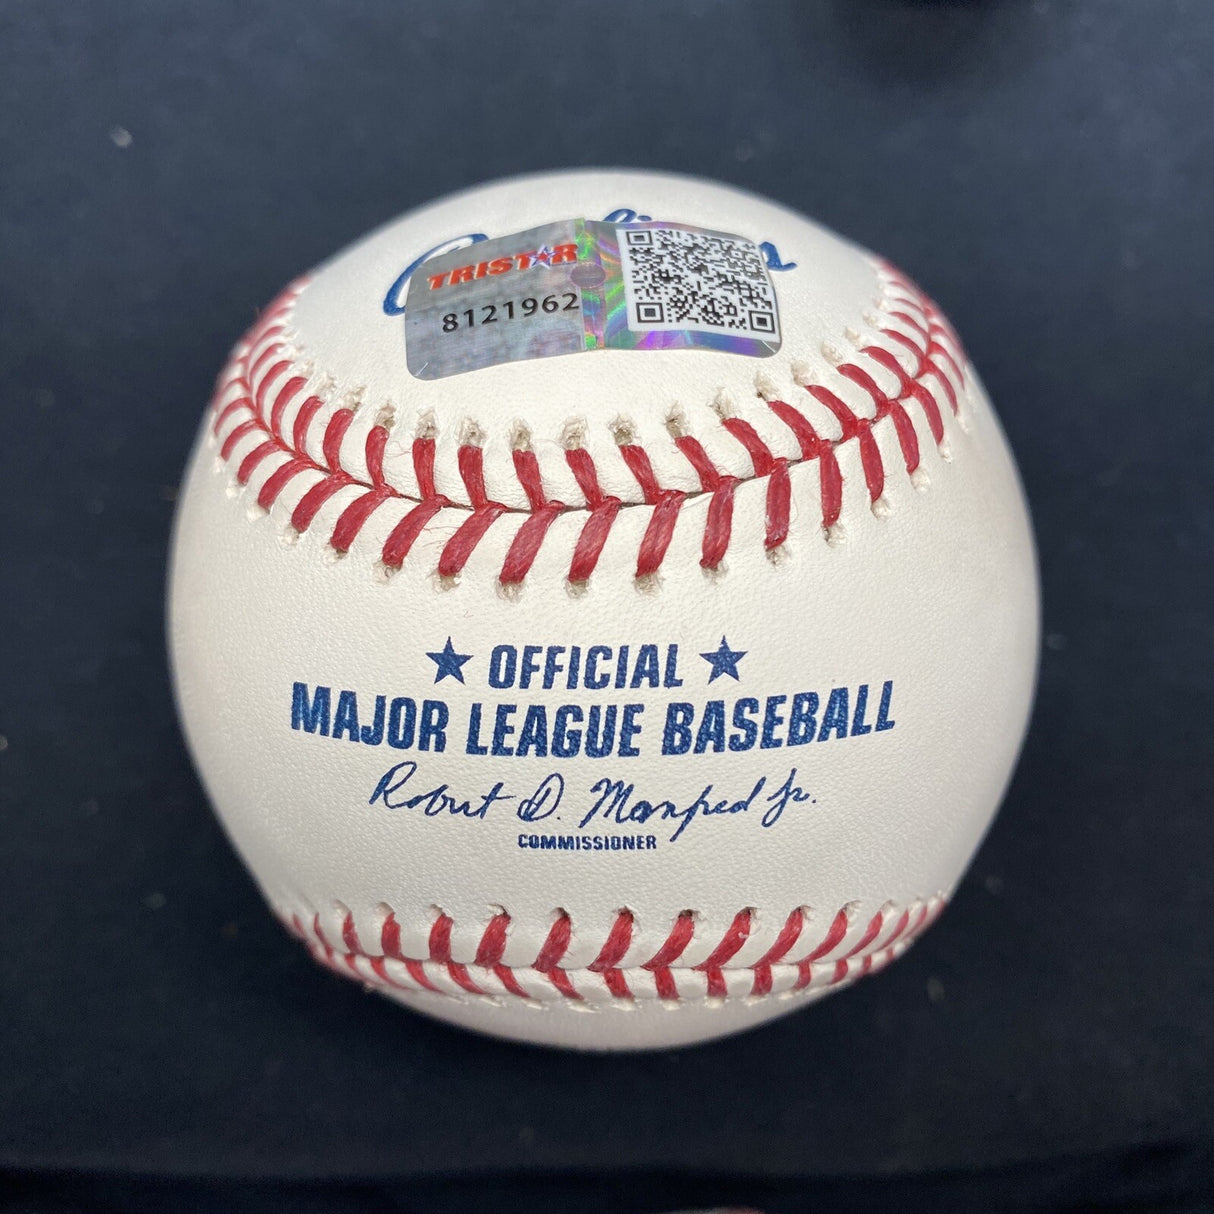 TRISTAR
8121962
OFFICIAL
MAJOR LEAGUE BASEBALL
Robert D. Manfred Jr.
COMMISSIONER